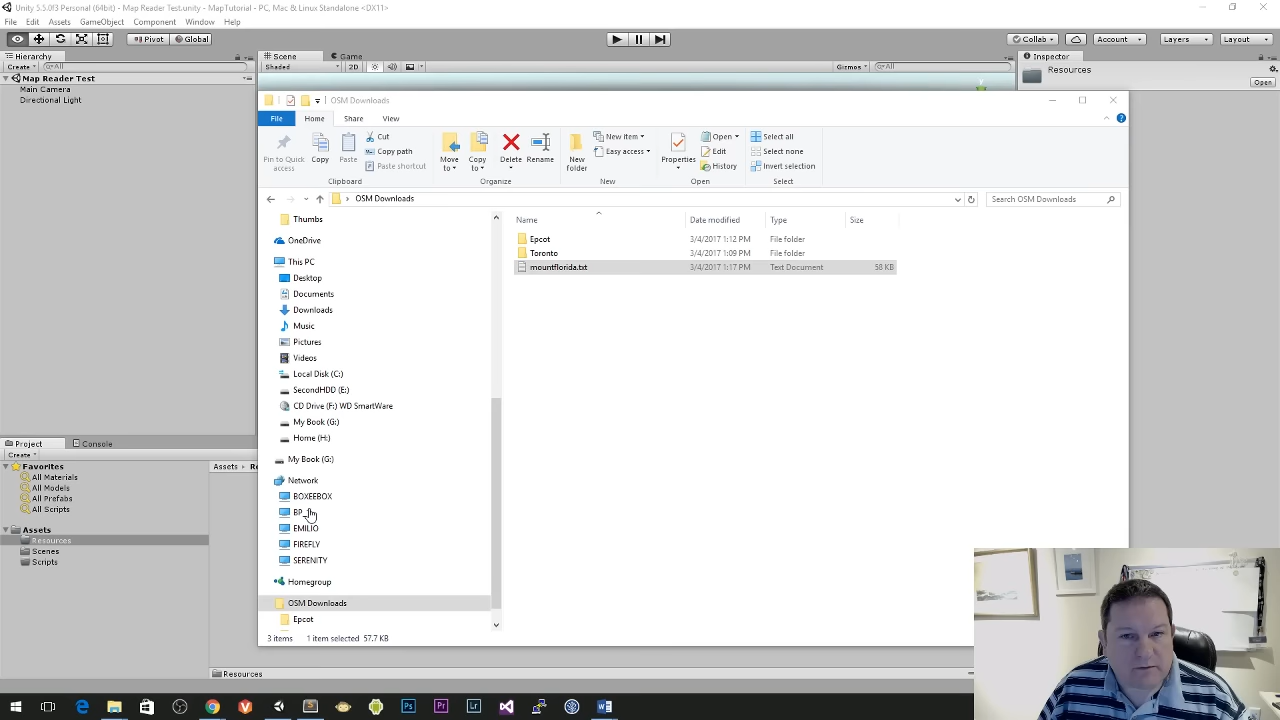 Unity 5.5.0f3 Personal (64bit) - Map Reader Test.unity - MapTutorial - PC, Mac & Linux Standalone <DX11>
File Edit Assets GameObject Component Window Help
Pivot Global Collab Account Layers Layout
Hierarchy Scene Game Inspector
Create All Shaded 2D Gizmos All Resources
Open
Map Reader Test
Main Camera
Directional Light
OSM Downloads
File Home Share View
Pin to Quick access Copy Paste Cut Copy path Paste shortcut Move to Copy to Delete Rename New folder New item Easy access Properties Open Edit History Select all Select none Invert selection
Clipboard Organize New Open Select
OSM Downloads Search OSM Downloads
Name Date modified Type Size
Epcot 3/4/2017 1:12 PM File folder
Toronto 3/4/2017 1:09 PM File folder
mountflorida.txt 3/4/2017 1:17 PM Text Document 58 KB
Thumbs
OneDrive
This PC
Desktop
Documents
Downloads
Music
Pictures
Videos
Local Disk (C:)
SecondHDD (E:)
CD Drive (F:) WD SmartWare
My Book (G:)
Home (H:)
My Book (G:)
Network
BOXEEBOX
EMILIO
FIREFLY
SERENITY
Homegroup
OSM Downloads
Epcot
3 items 1 item selected 57.7 KB
Project Console
Create
Favorites
All Materials
All Models
All Prefabs
All Scripts
Assets
Resources
Scenes
Scripts
Assets
Resources